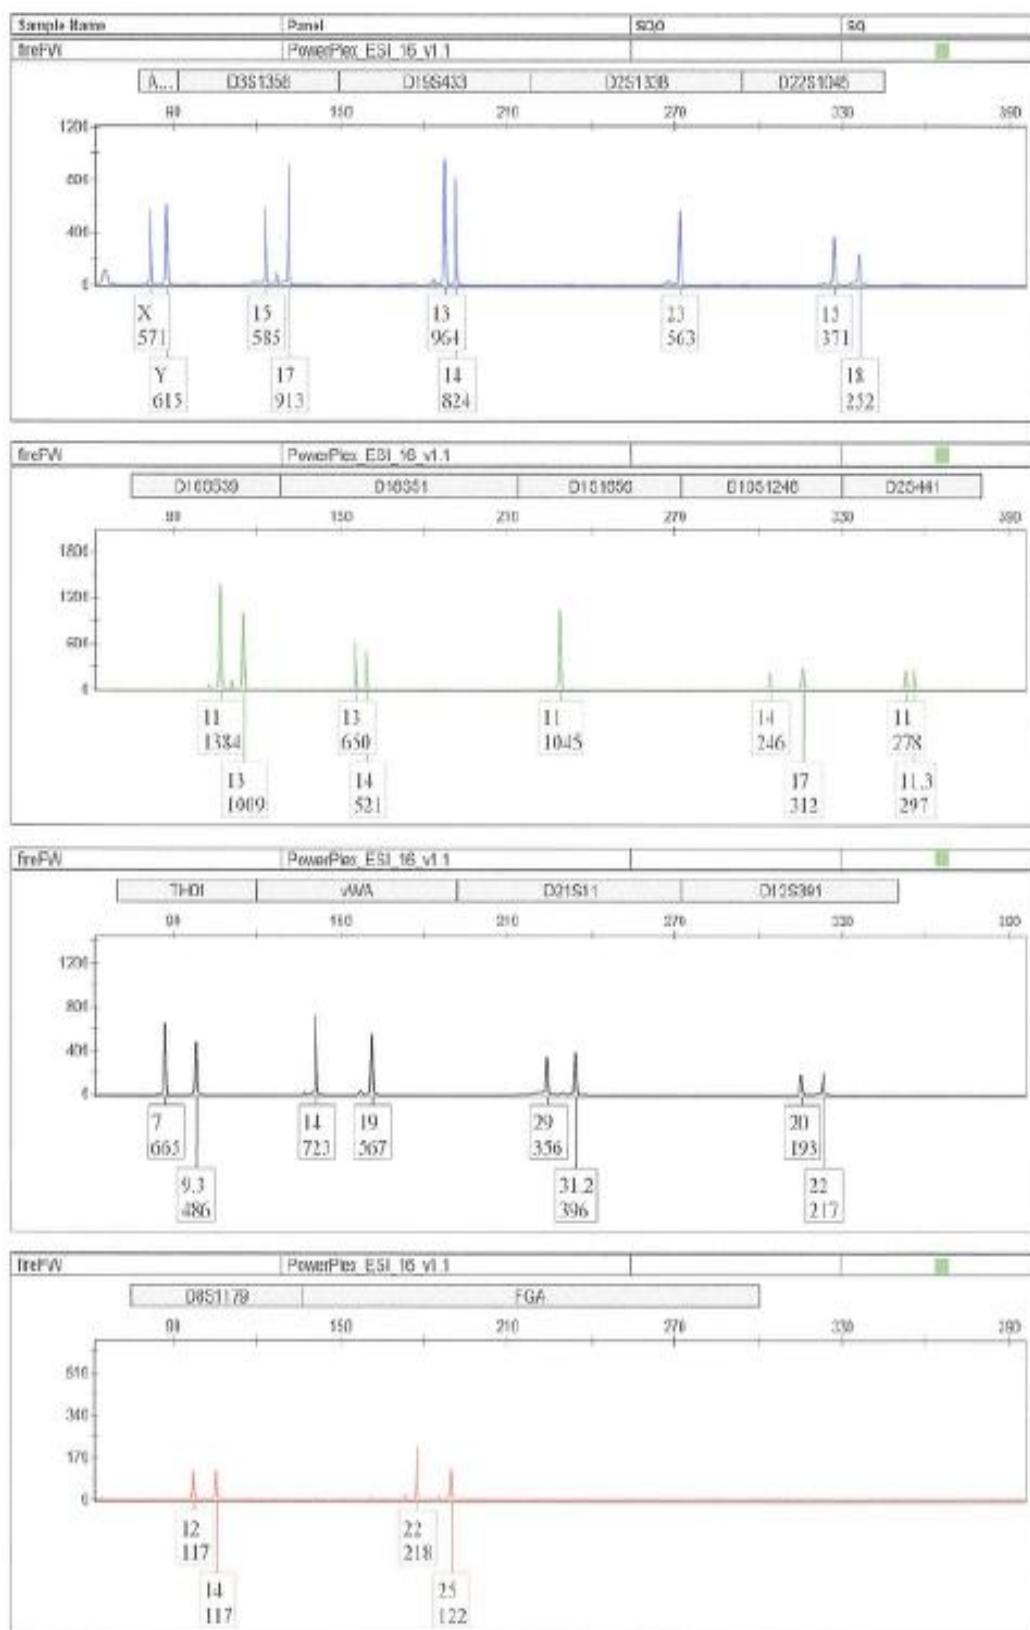 Sample Name Panel SQO SQ
fireFW PowerPlex_ESI_16_v1.1
A... D3S1358 D19S433 D2S1338 D22S1045
90 150 210 270 330 390
1200
800
400
0
X 15 13 23 15
571 585 964 563 371
Y 17 14 18
615 913 824 252
fireFW PowerPlex_ESI_16_v1.1
D16S539 D18S51 D1S1656 D10S1248 D2S441
90 150 210 270 330 390
1800
1200
600
0
11 13 11 14 11
1384 650 1045 246 278
13 14 17 11.3
1009 521 312 297
fireFW PowerPlex_ESI_16_v1.1
TH01 vWA D21S11 D12S391
90 150 210 270 330 390
1200
800
400
0
7 14 19 29 20
665 723 567 356 193
9.3 31.2 22
486 396 217
fireFW PowerPlex_ESI_16_v1.1
D8S1179 FGA
90 150 210 270 330 390
510
340
170
0
12 22
117 218
14 25
117 122